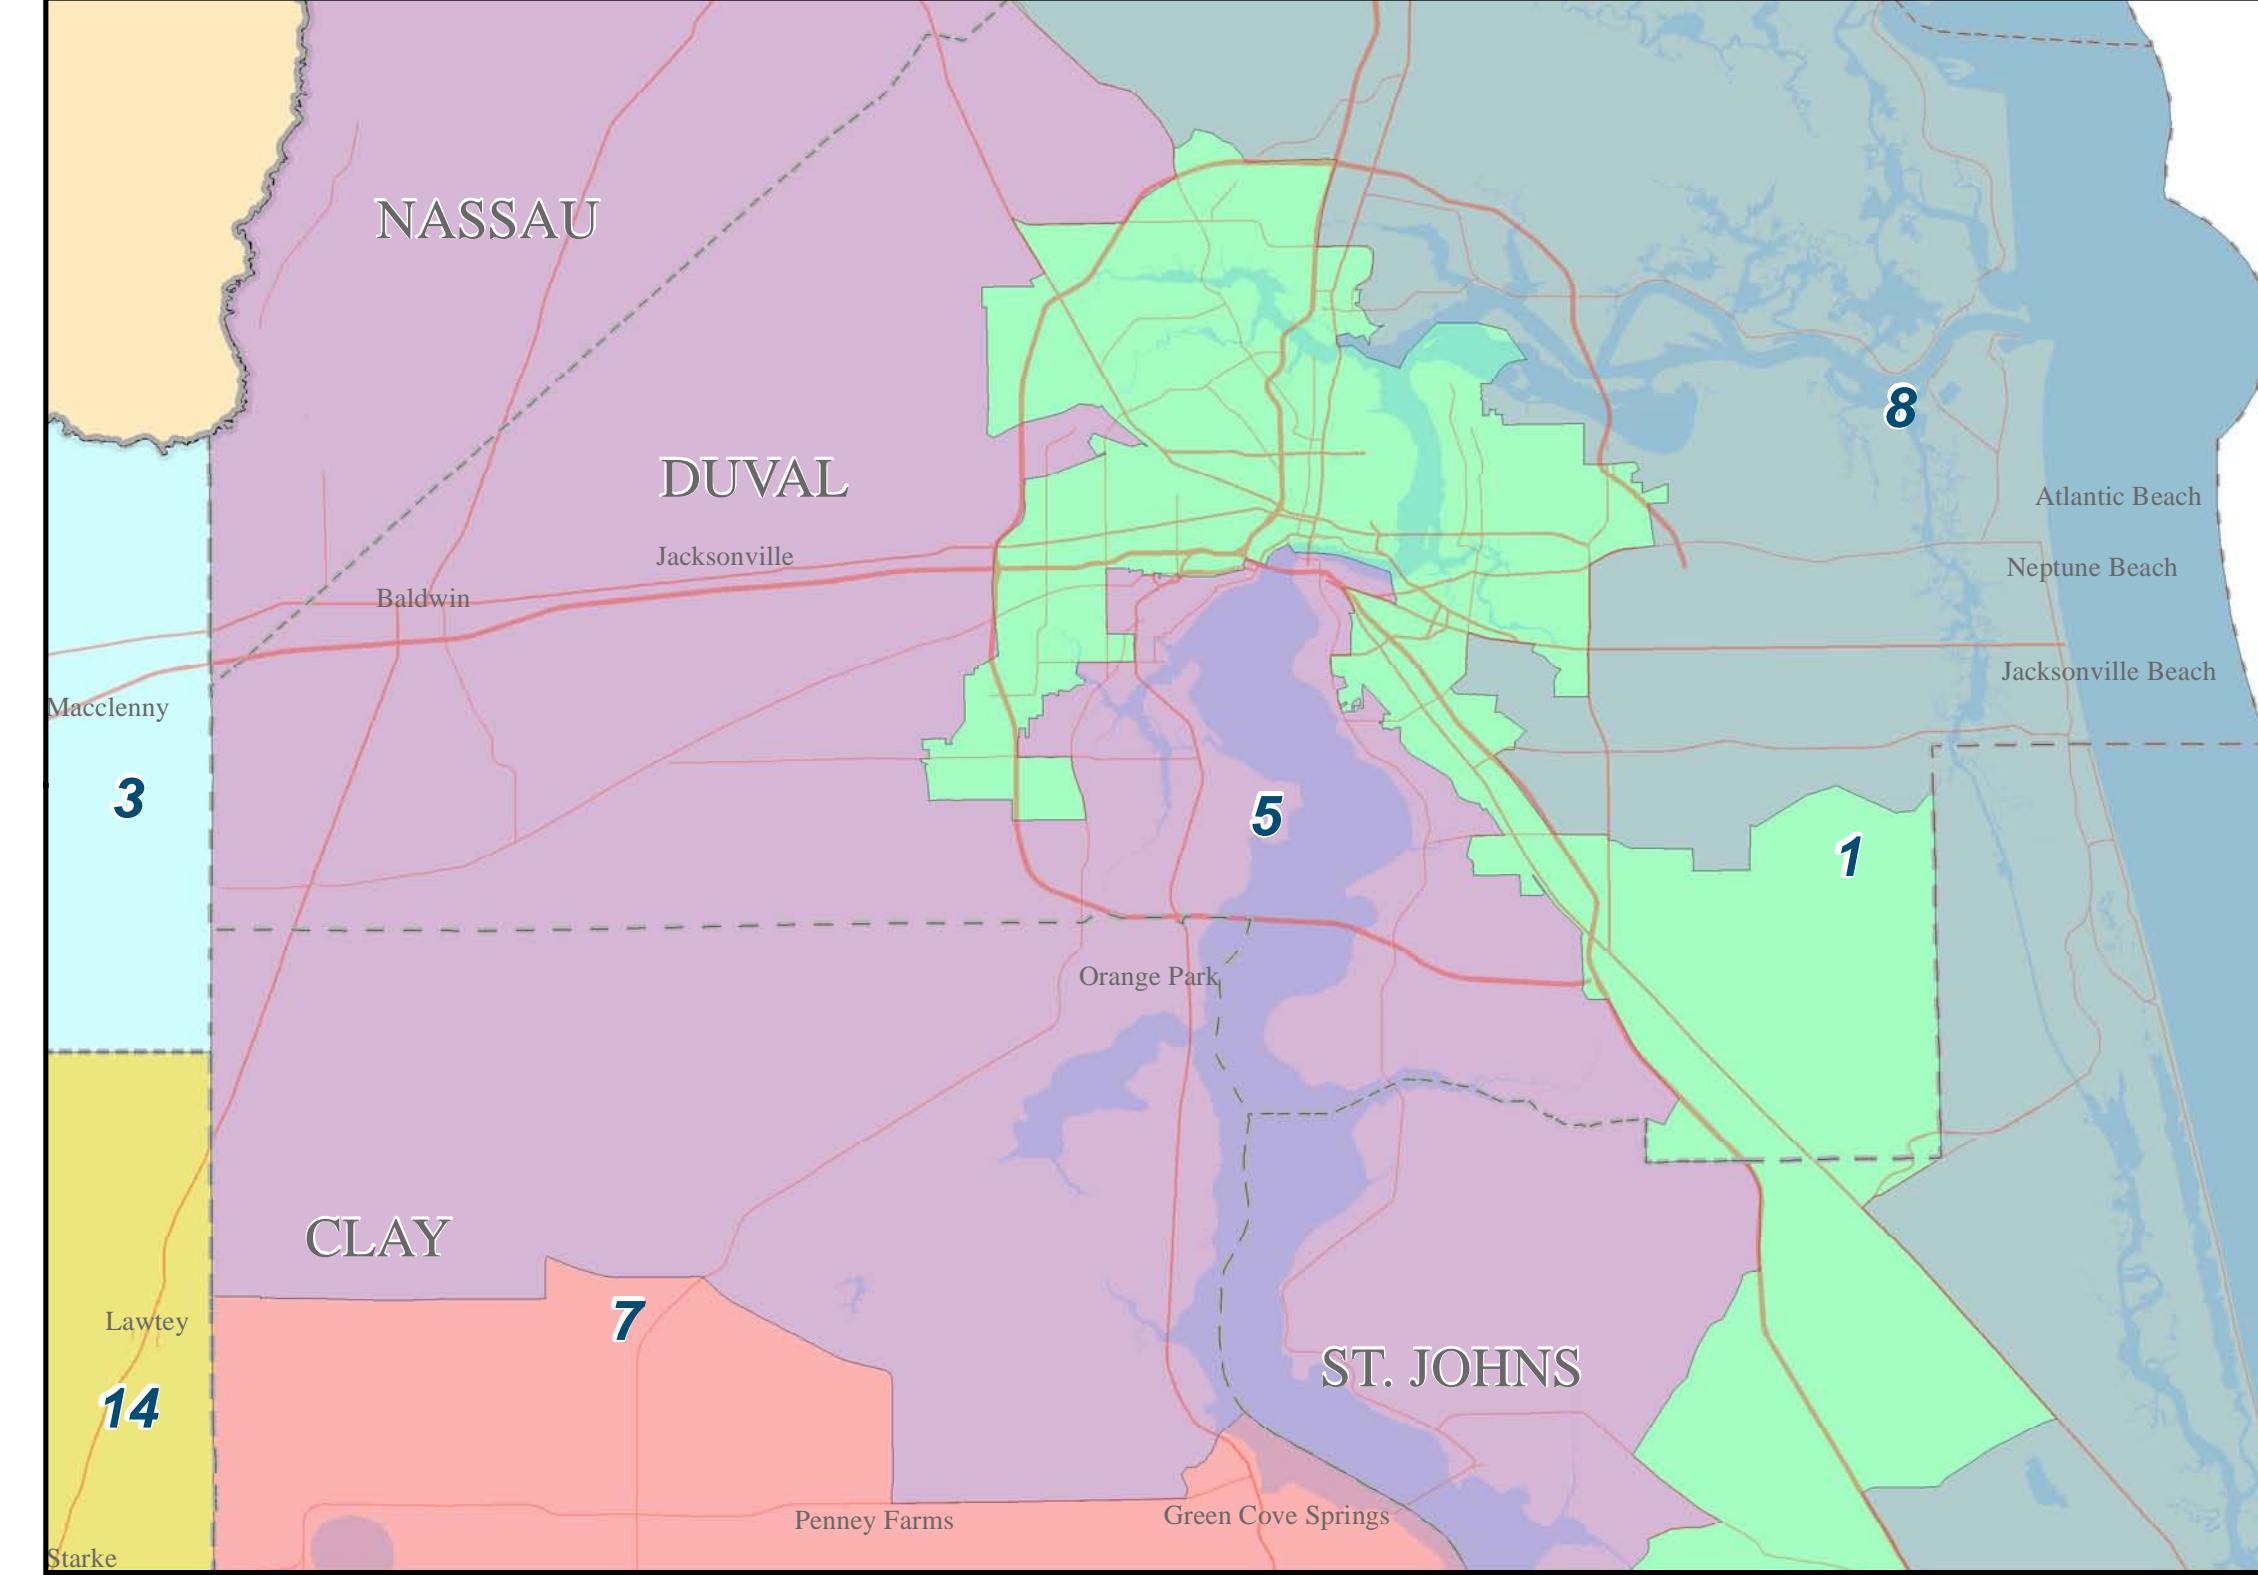 NASSAU
8
DUVAL
Atlantic Beach
Jacksonville
Neptune Beach
Baldwin
Jacksonville Beach
Macclenny
3
5
1
Orange Park
CLAY
7
Lawtey
ST. JOHNS
14
Green Cove Springs
Penney Farms
Starke